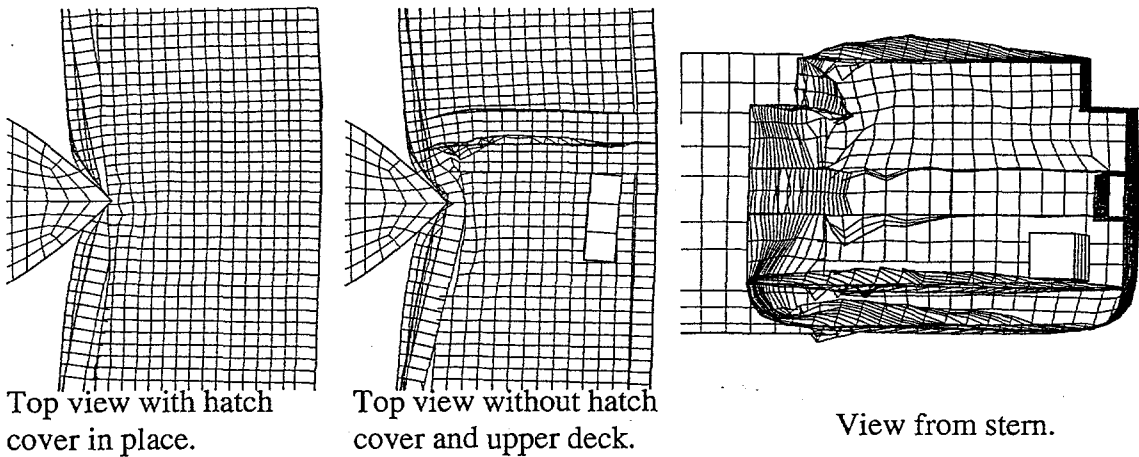 Top view with hatch
cover in place.
Top view without hatch
cover and upper deck.
View from stern.